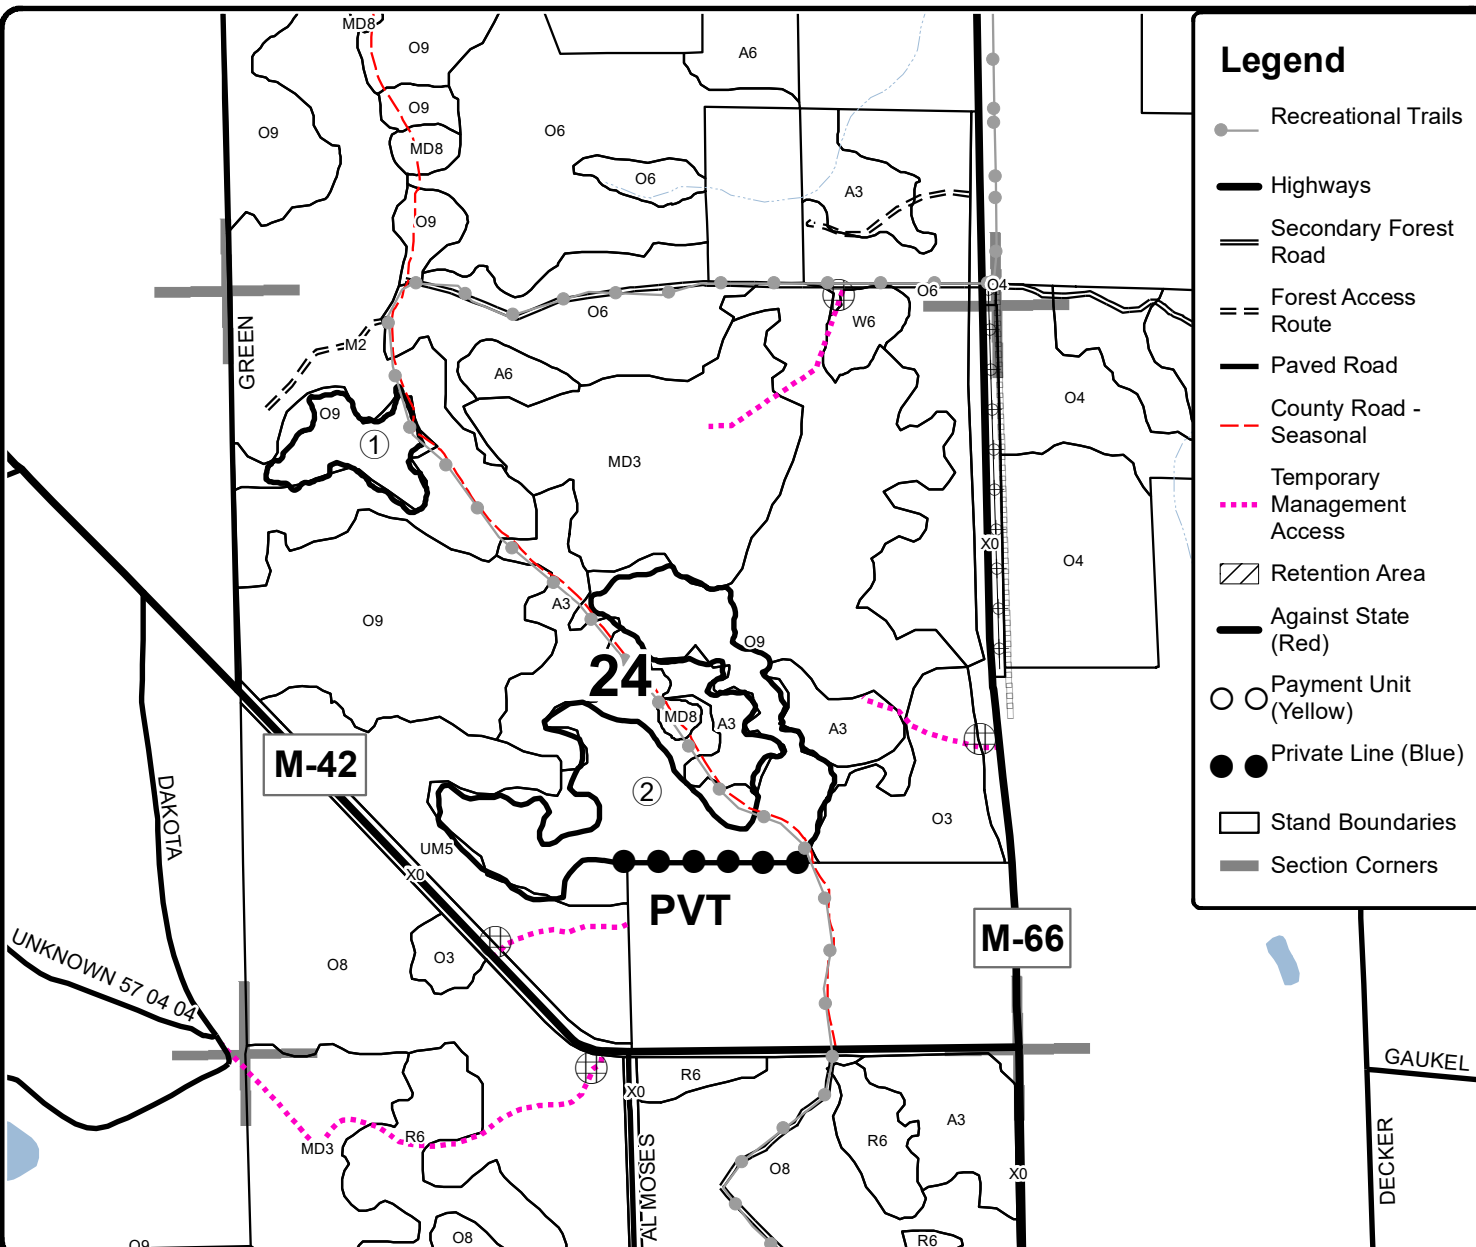 MD8
O9
A6
O9
O9
O6
MD8
O6
A3
O9
O6
O4
O6
W6
GREEN
M2
A6
O4
O9
1
MD3
X0
O4
A3
O9
O9
24
MD8
A3
A3
M-42
DAKOTA
2
O3
UM5
X0
PVT
M-66
UNKNOWN 57 04 04
O8
O3
GAUKEL
R6
X0
MD3
R6
A3
R6
AL MOSES
O8
X0
DECKER
O9
O8
R6
Legend
Recreational Trails
Highways
Secondary Forest
Road
Forest Access
Route
Paved Road
County Road -
Seasonal
Temporary
Management
Access
Retention Area
Against State
(Red)
Payment Unit
(Yellow)
Private Line (Blue)
Stand Boundaries
Section Corners